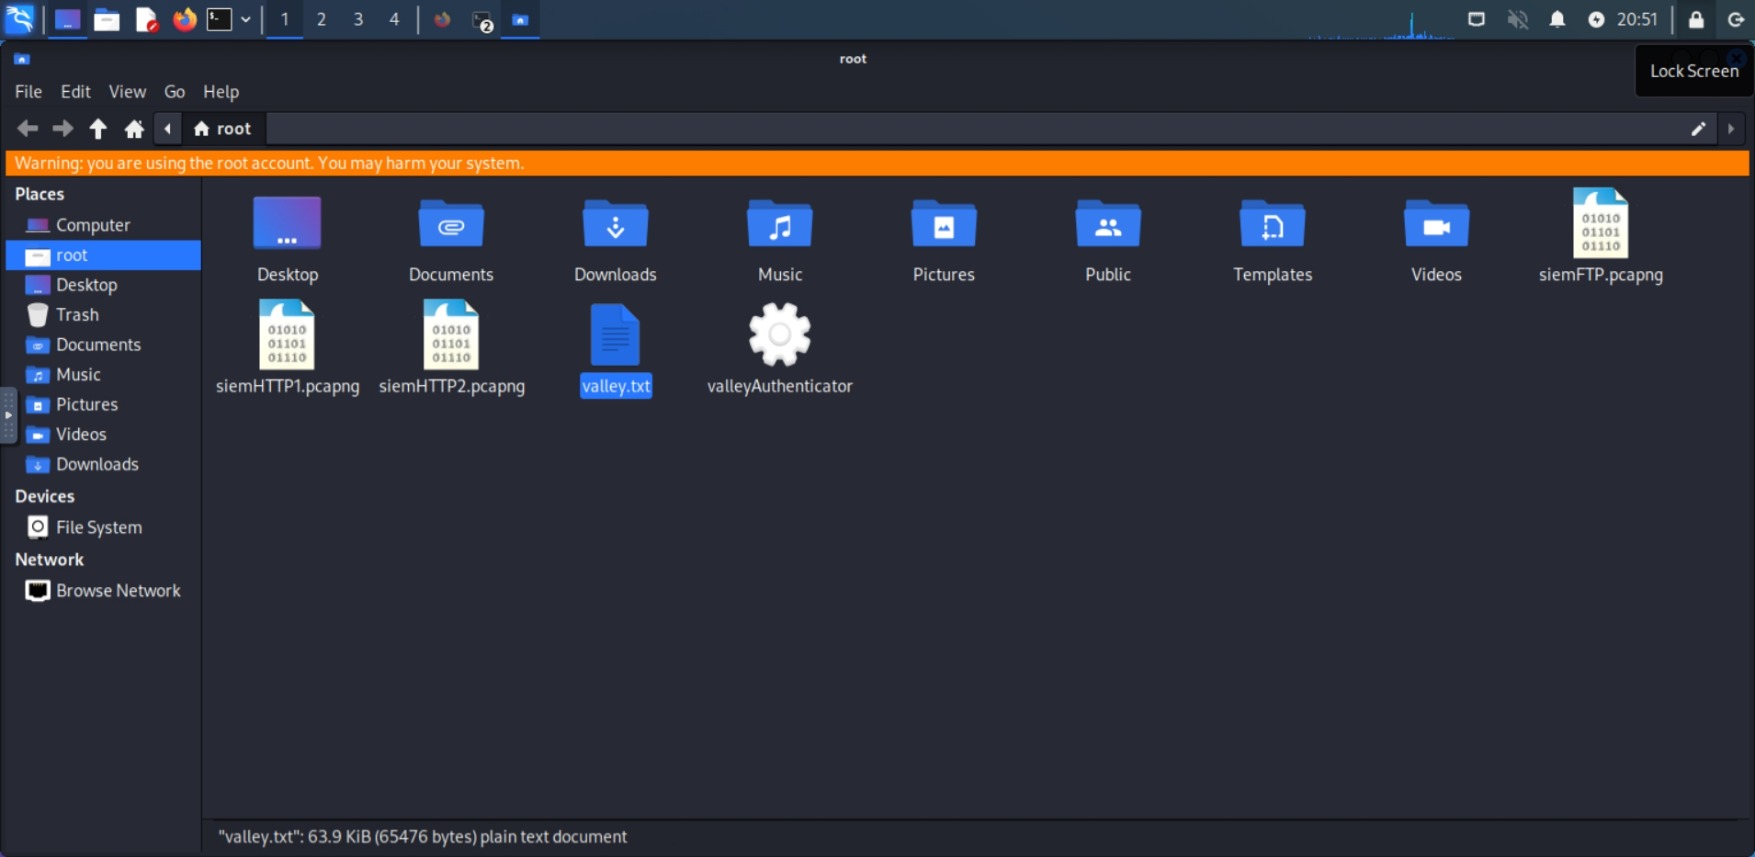 1 2 3 4 2 20:51
root
Lock Screen
File Edit View Go Help
root
Warning: you are using the root account. You may harm your system.
Places
Computer
root
Desktop
Trash
Documents
Music
Pictures
Videos
Downloads
Devices
File System
Network
Browse Network
Desktop Documents Downloads Music Pictures Public Templates Videos siemFTP.pcapng
01010
01101
01110
siemHTTP1.pcapng siemHTTP2.pcapng valley.txt valleyAuthenticator
01010 01010
01101 01101
01110 01110
"valley.txt": 63.9 KiB (65476 bytes) plain text document